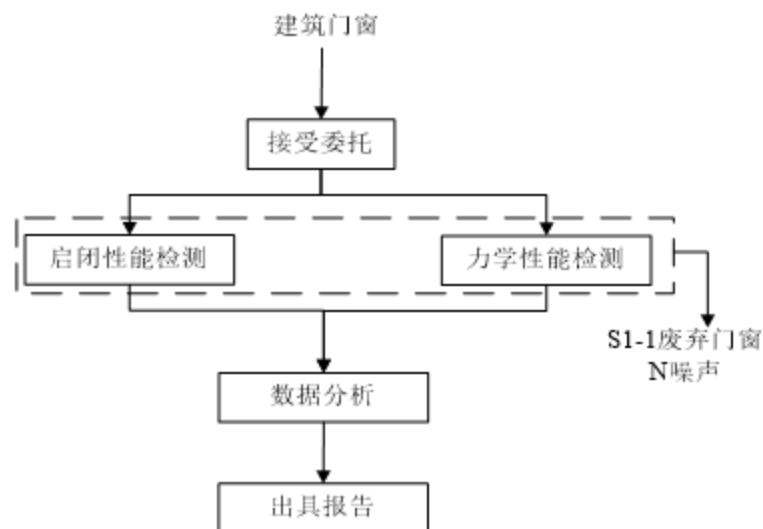 建筑门窗
接受委托
启闭性能检测
力学性能检测
S1-1废弃门窗
N噪声
数据分析
出具报告